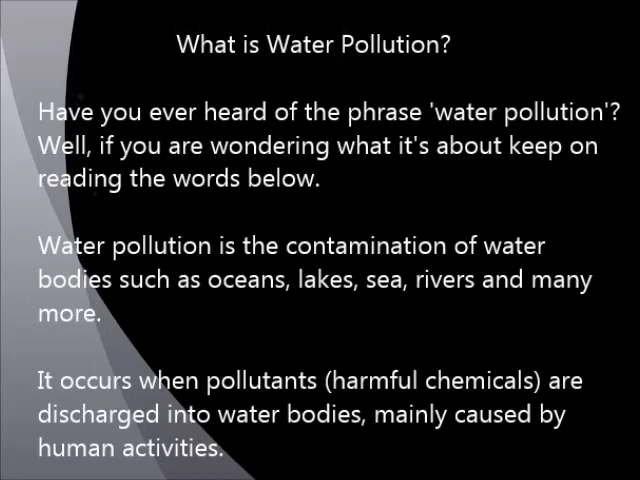 What is Water Pollution?
Have you ever heard of the phrase 'water pollution'?
Well, if you are wondering what it's about keep on
reading the words below.
Water pollution is the contamination of water
bodies such as oceans, lakes, sea, rivers and many
more.
It occurs when pollutants (harmful chemicals) are
discharged into water bodies, mainly caused by
human activities.